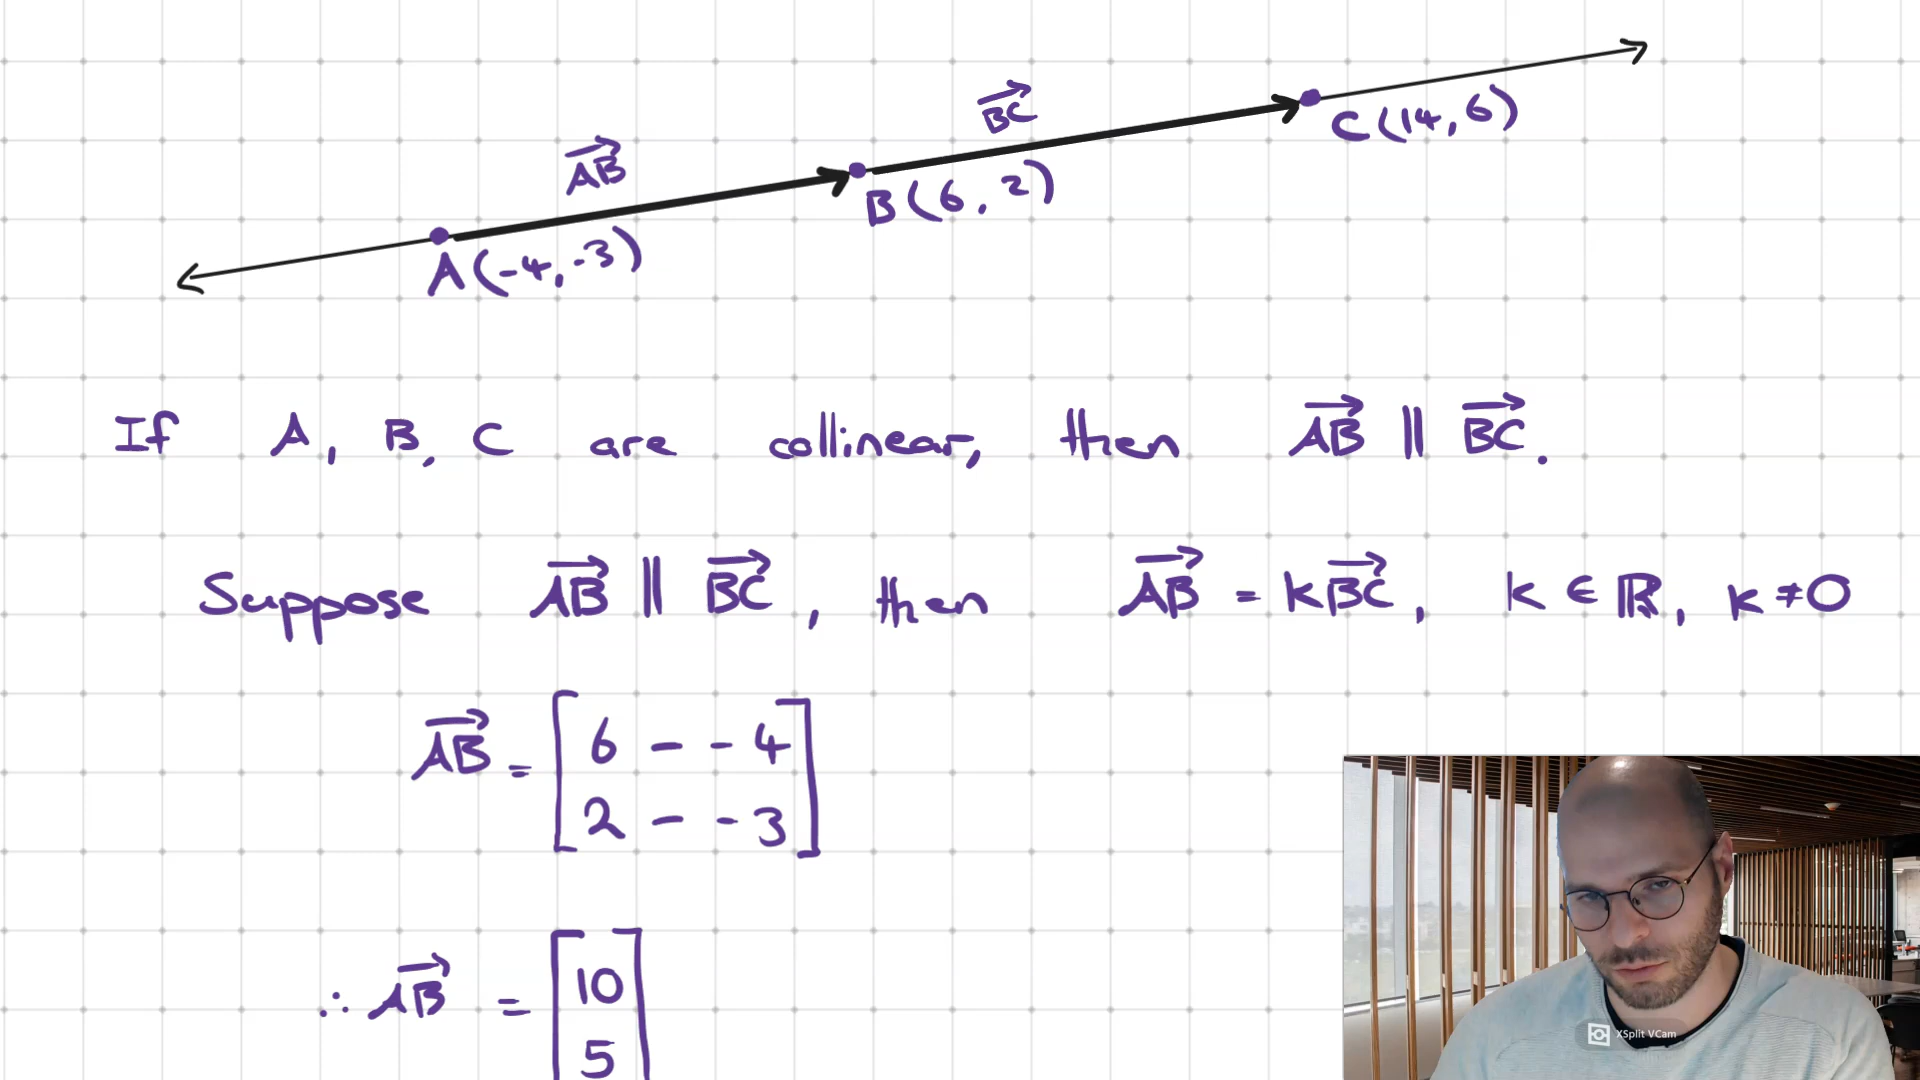 AB
BC
C(14, 6)
B(6, 2)
A(-4, -3)
If A, B, C are collinear, then AB ∥ BC.
Suppose AB ∥ BC, then AB = kBC, k ∈ ℝ, k ≠ 0
AB = [6 - -4
2 - -3]
∴ AB = [10
5]
XSplit VCam